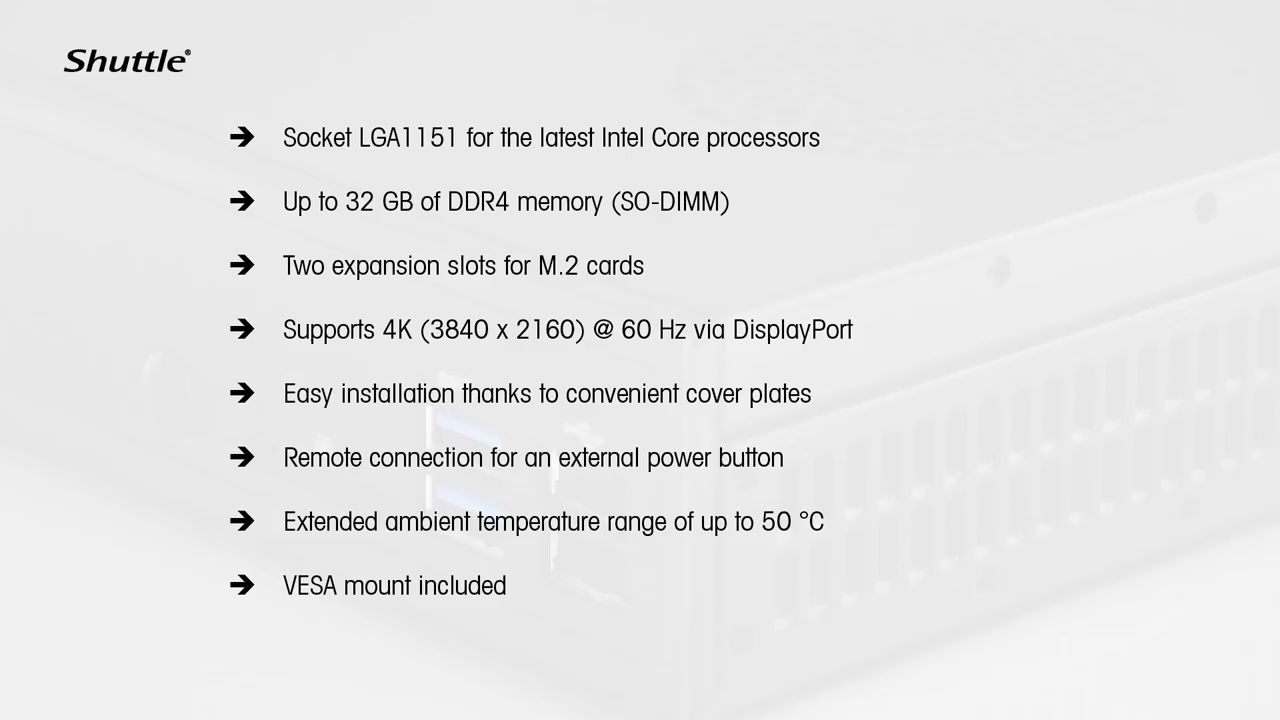 Shuttle®
➔ Socket LGA1151 for the latest Intel Core processors
➔ Up to 32 GB of DDR4 memory (SO-DIMM)
➔ Two expansion slots for M.2 cards
➔ Supports 4K (3840 x 2160) @ 60 Hz via DisplayPort
➔ Easy installation thanks to convenient cover plates
➔ Remote connection for an external power button
➔ Extended ambient temperature range of up to 50 °C
➔ VESA mount included